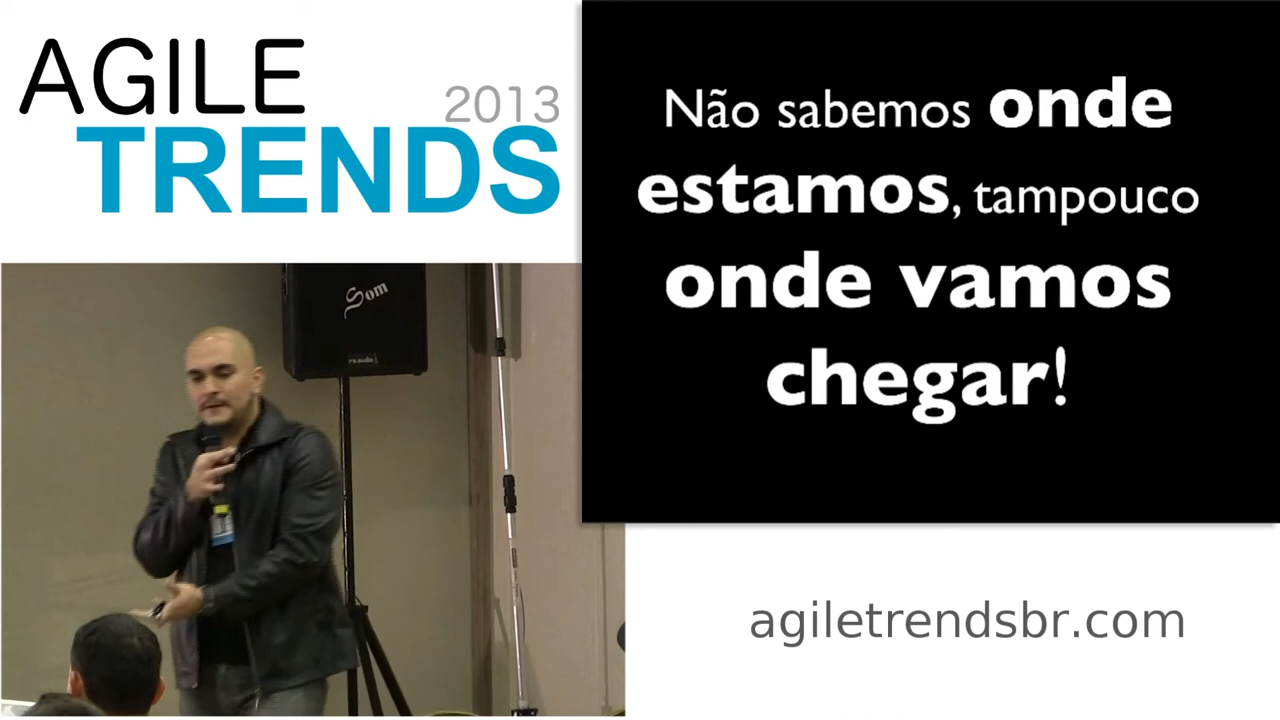 AGILE
2013
TRENDS
Não sabemos onde
estamos, tampouco
onde vamos
chegar!
Som
agiletrendsbr.com